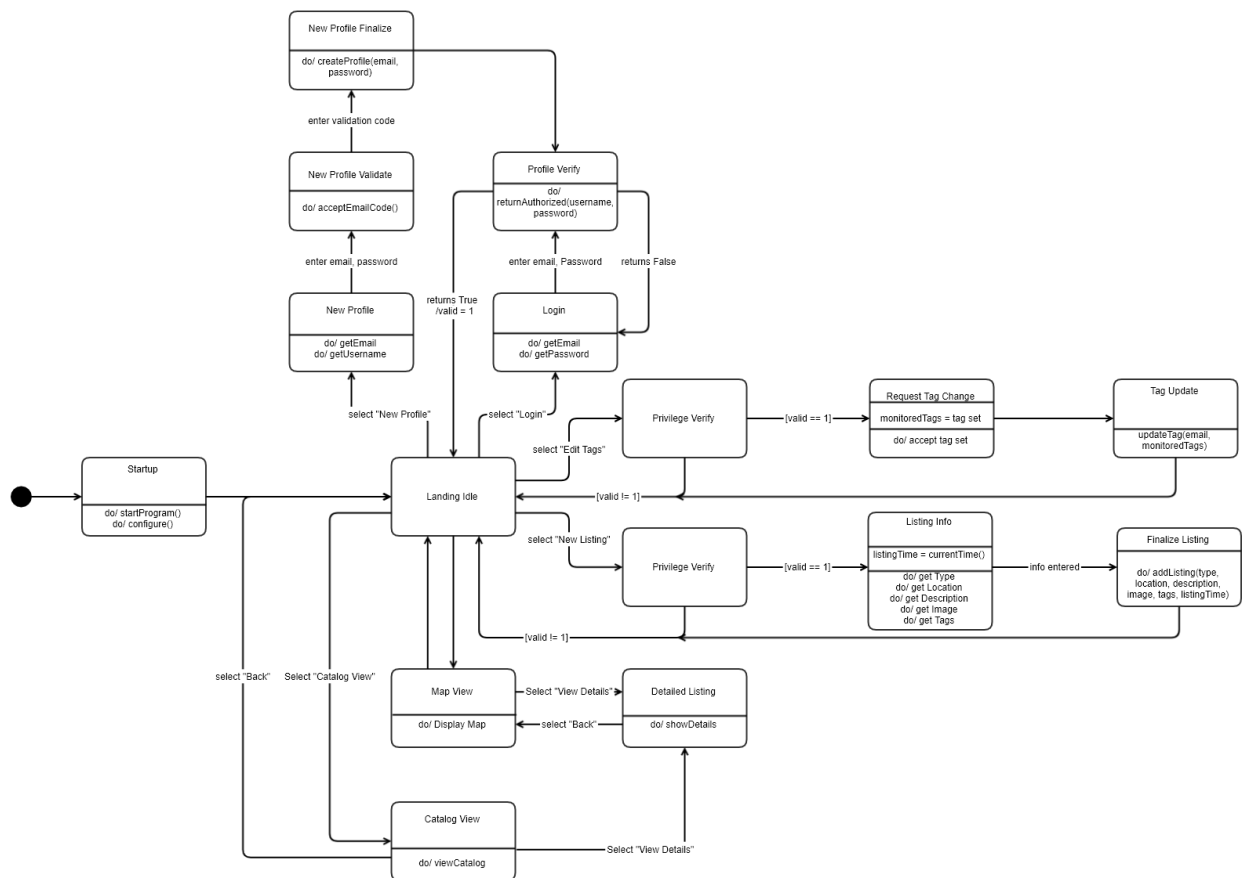 New Profile Finalize
do/ createProfile(email,
password)
enter validation code
New Profile Validate
do/ acceptEmailCode()
enter email, password
New Profile
do/ getEmail
do/ getUsername
select "New Profile"
Profile Verify
do/
returnAuthorized(username,
password)
enter email, Password
returns False
returns True
/valid = 1
Login
do/ getEmail
do/ getPassword
select "Login"
Startup
do/ startProgram()
do/ configure()
Landing Idle
select "Edit Tags"
Privilege Verify
[valid == 1]
Request Tag Change
monitoredTags = tag set
do/ accept tag set
Tag Update
updateTag(email,
monitoredTags)
[valid != 1]
select "New Listing"
Privilege Verify
[valid == 1]
Listing Info
listingTime = currentTime()
do/ get Type
do/ get Location
do/ get Description
do/ get Image
do/ get Tags
info entered
Finalize Listing
do/ addListing(type,
location, description,
image, tags, listingTime)
[valid != 1]
select "Back"
Select "Catalog View"
Map View
do/ Display Map
Select "View Details"
select "Back"
Detailed Listing
do/ showDetails
Catalog View
do/ viewCatalog
Select "View Details"